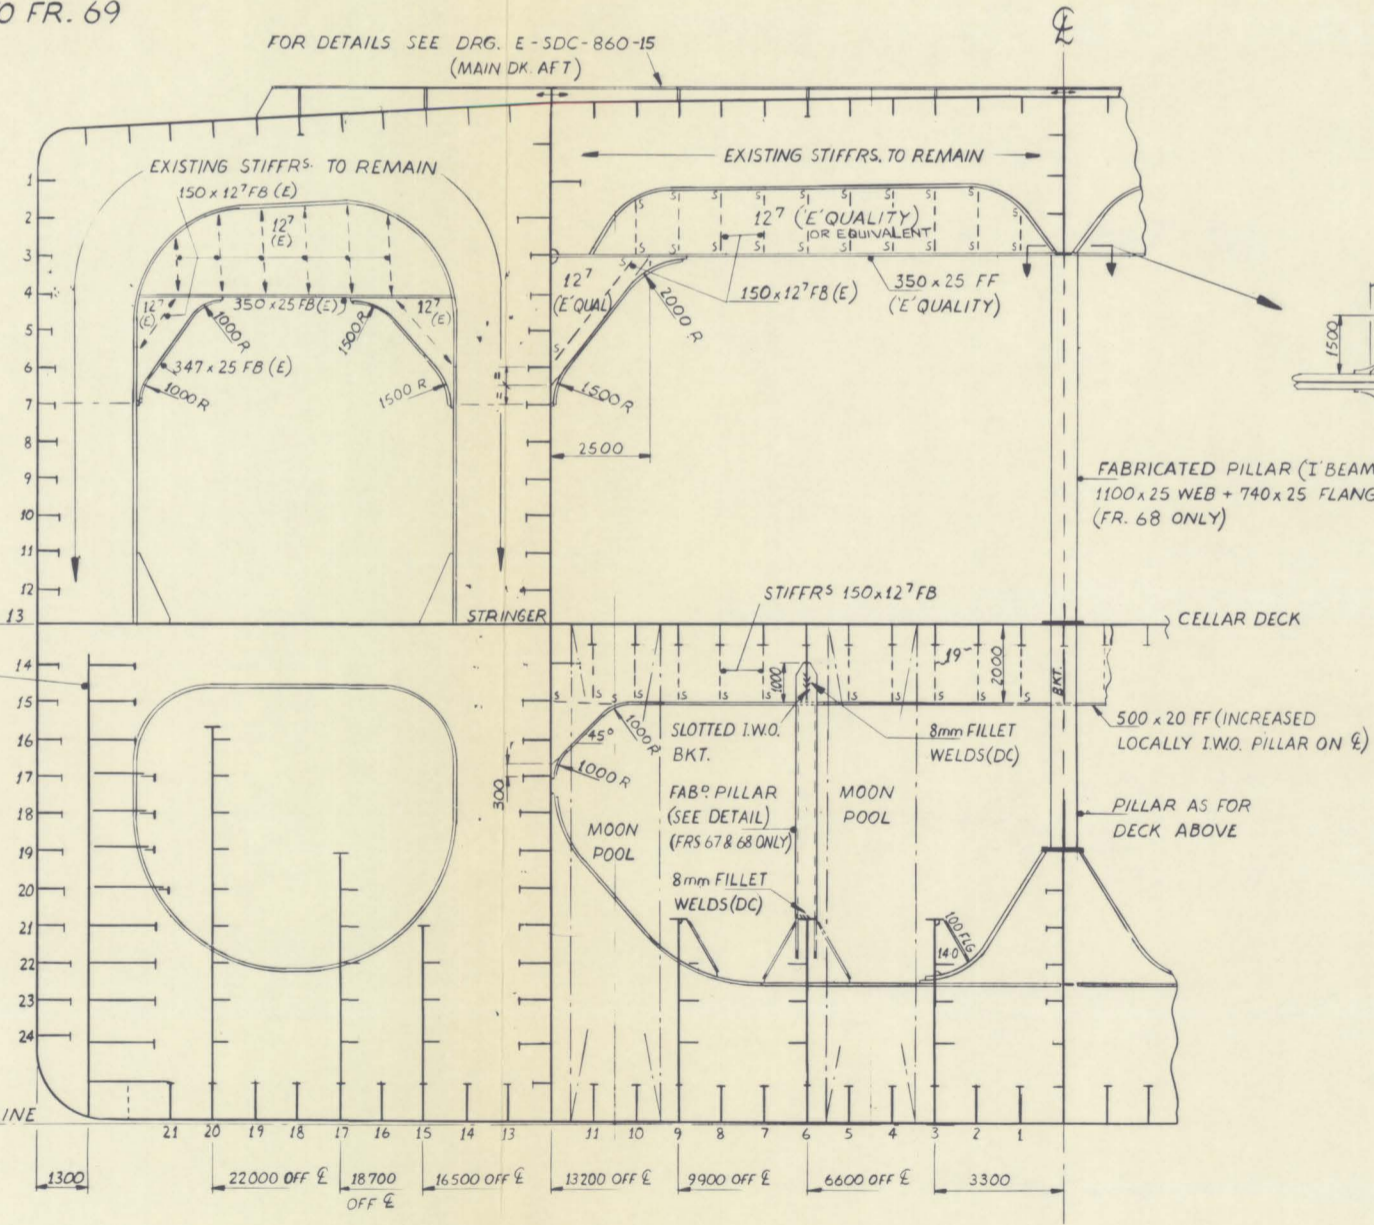 O FR. 69
FOR DETAILS SEE DRG. E-SDC-860-15
(MAIN DK. AFT)
℄
EXISTING STIFFRS. TO REMAIN
150 x 12⁷ FB (E)
12⁷
(E)
12⁷
(E)
350 x 25 FB (E)
12⁷
(E)
1000 R
1500 R
347 x 25 FB (E)
1000 R
1500 R
EXISTING STIFFRS. TO REMAIN
S S S S S S S S S S
12⁷ ('E' QUALITY)
OR EQUIVALENT
S S S S S S S S S
12⁷
('E' QUAL)
S
S
150 x 12⁷ FB (E)
2000 R
350 x 25 FF
('E' QUALITY)
1500 R
= =
2500
1500
FABRICATED PILLAR ('I' BEAM
1100 x 25 WEB + 740 x 25 FLANG
(FR. 68 ONLY)
1
2
3
4
5
6
7
8
9
10
11
12
13
STRINGER
STIFFRS 150 x 12⁷ FB
CELLAR DECK
14
15
16
17
18
19
20
21
22
23
24
1000
19
2000
BKT.
S S S S S S S S S S
45°
1000 R
1000 R
300
SLOTTED I.W.O.
BKT.
8mm FILLET
WELDS (DC)
500 x 20 FF (INCREASED
LOCALLY I.W.O. PILLAR ON ℄)
MOON
POOL
FABD. PILLAR
(SEE DETAIL)
(FRS 67 & 68 ONLY)
MOON
POOL
PILLAR AS FOR
DECK ABOVE
8mm FILLET
WELDS (DC)
100 FLG.
14.0
INE
21 20 19 18 17 16 15 14 13 11 10 9 8 7 6 5 4 3 2 1
1300
22000 OFF ℄
18700
OFF ℄
16500 OFF ℄
13200 OFF ℄
9900 OFF ℄
6600 OFF ℄
3300